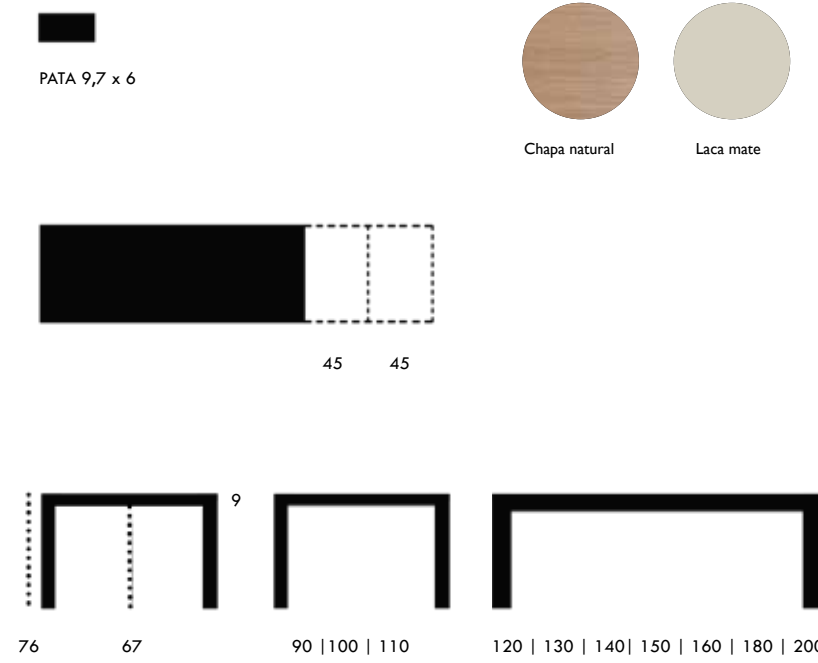 PATA 9,7 x 6
Chapa natural
Laca mate
45 45
9
76 67 90 |100 | 110 120 | 130 | 140| 150 | 160 | 180 | 200